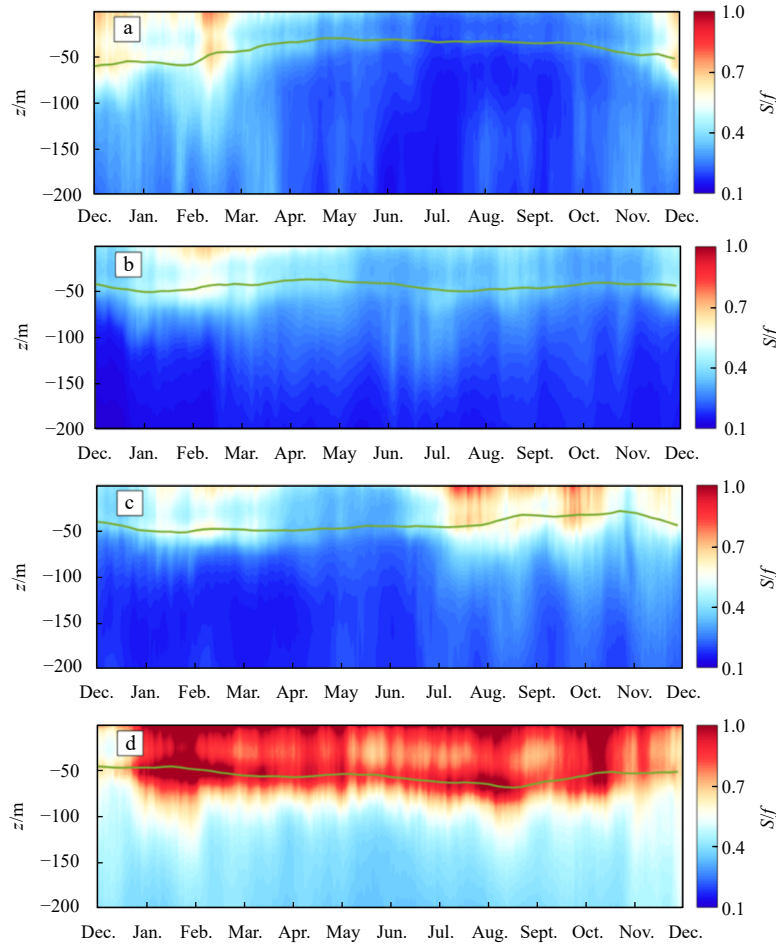 a
z/m
−50
−100
−150
−200
Dec. Jan. Feb. Mar. Apr. May Jun. Jul. Aug. Sept. Oct. Nov. Dec.
1.0
0.7
0.4
0.1
S/f
b
z/m
−50
−100
−150
−200
Dec. Jan. Feb. Mar. Apr. May Jun. Jul. Aug. Sept. Oct. Nov. Dec.
1.0
0.7
0.4
0.1
S/f
c
z/m
−50
−100
−150
−200
Dec. Jan. Feb. Mar. Apr. May Jun. Jul. Aug. Sept. Oct. Nov. Dec.
1.0
0.7
0.4
0.1
S/f
d
z/m
−50
−100
−150
−200
Dec. Jan. Feb. Mar. Apr. May Jun. Jul. Aug. Sept. Oct. Nov. Dec.
1.0
0.7
0.4
0.1
S/f